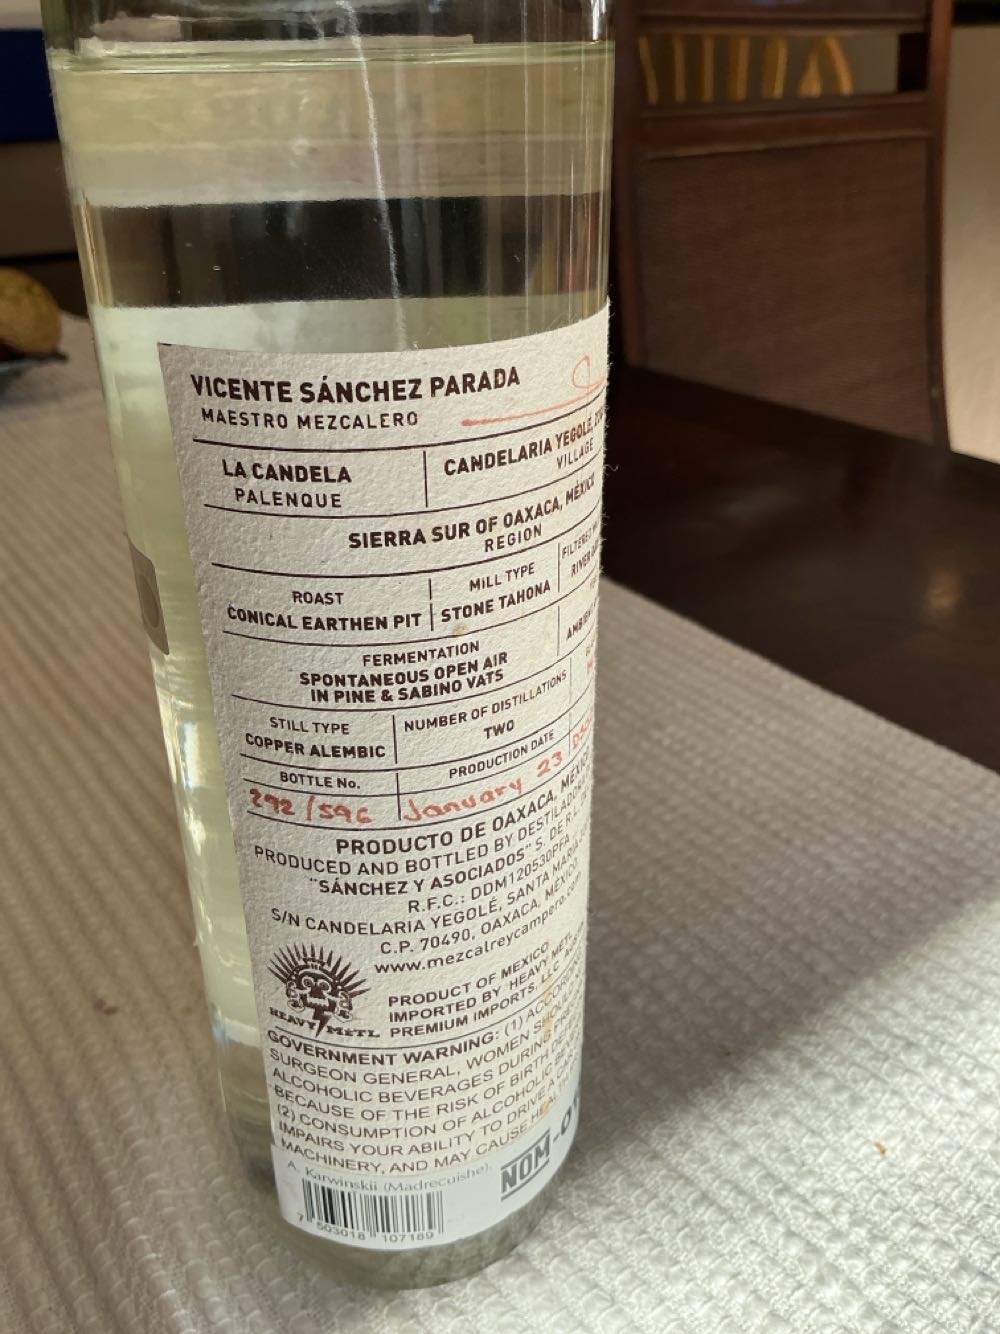 VICENTE SÁNCHEZ PARADA
MAESTRO MEZCALERO
LA CANDELA
PALENQUE
CANDELARIA YEGOLÉ,
VILLAGE
SIERRA SUR OF OAXACA, MÉXICO
REGION
ROAST
CONICAL EARTHEN PIT
MILL TYPE
STONE TAHONA
RIVER
FERMENTATION
SPONTANEOUS OPEN AIR
IN PINE & SABINO VATS
STILL TYPE
COPPER ALEMBIC
NUMBER OF DISTILLATIONS
TWO
BOTTLE No.
292/596
PRODUCTION DATE
January 23
PRODUCTO DE OAXACA, MÉXICO
PRODUCED AND BOTTLED BY
"SÁNCHEZ Y ASOCIADOS" S. DE R.L.
R.F.C.: DDM120530PFA
S/N CANDELARIA YEGOLÉ, SANTA MARÍA
C.P. 70490, OAXACA, MÉXICO.
www.mezcalreycampero.com
HEAVY METL
PRODUCT OF MEXICO
IMPORTED BY HEAVY METL
PREMIUM IMPORTS, LLC
GOVERNMENT WARNING: (1)
SURGEON GENERAL, WOMEN
ALCOHOLIC BEVERAGES DURING
BECAUSE OF THE RISK OF BIRTH
(2) CONSUMPTION OF ALCOHOLIC
IMPAIRS YOUR ABILITY TO DRIVE A
MACHINERY, AND MAY CAUSE
A. Karwinskii (Madrecuishe).
NOM
7 503018 107189